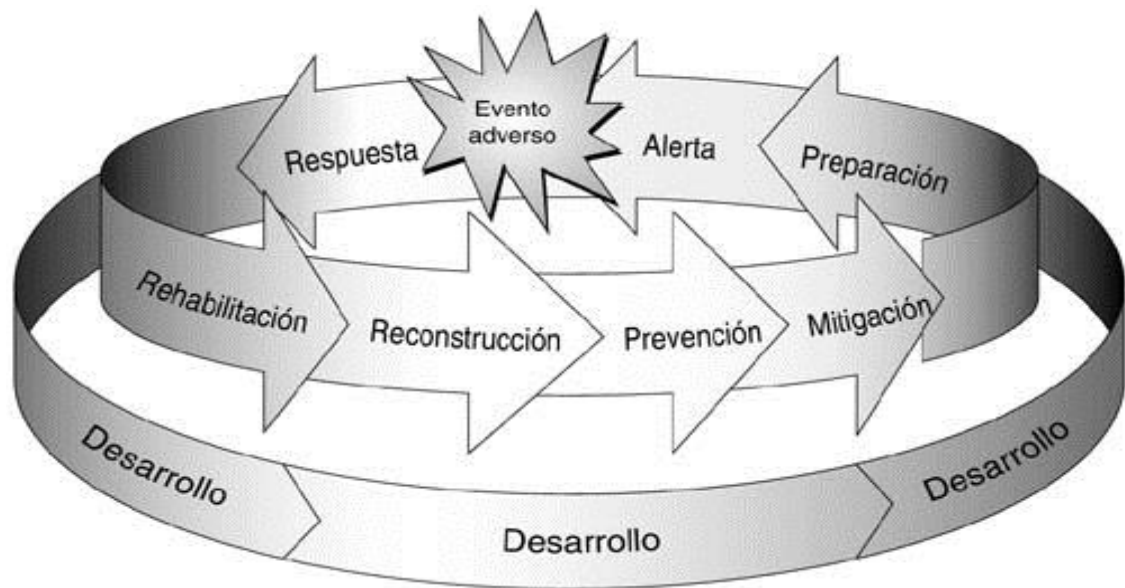 Evento
adverso
Respuesta
Alerta
Preparación
Rehabilitación
Reconstrucción
Prevención
Mitigación
Desarrollo
Desarrollo
Desarrollo